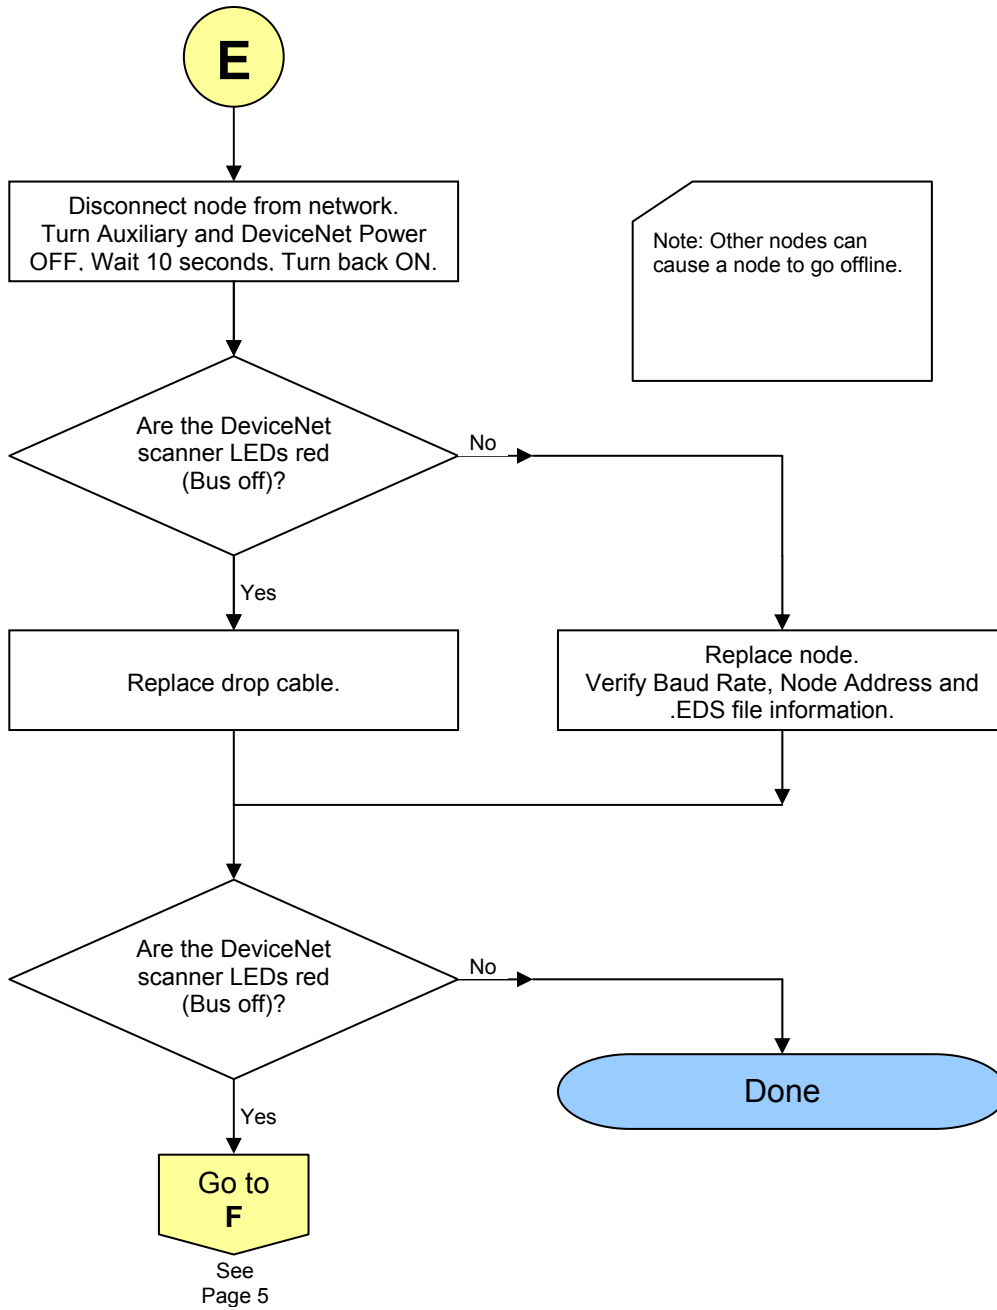 E
Disconnect node from network.
Turn Auxiliary and DeviceNet Power
OFF, Wait 10 seconds, Turn back ON.
Note: Other nodes can
cause a node to go offline.
Are the DeviceNet
scanner LEDs red
(Bus off)?
No
Yes
Replace drop cable.
Replace node.
Verify Baud Rate, Node Address and
.EDS file information.
Are the DeviceNet
scanner LEDs red
(Bus off)?
No
Done
Yes
Go to
F
See
Page 5